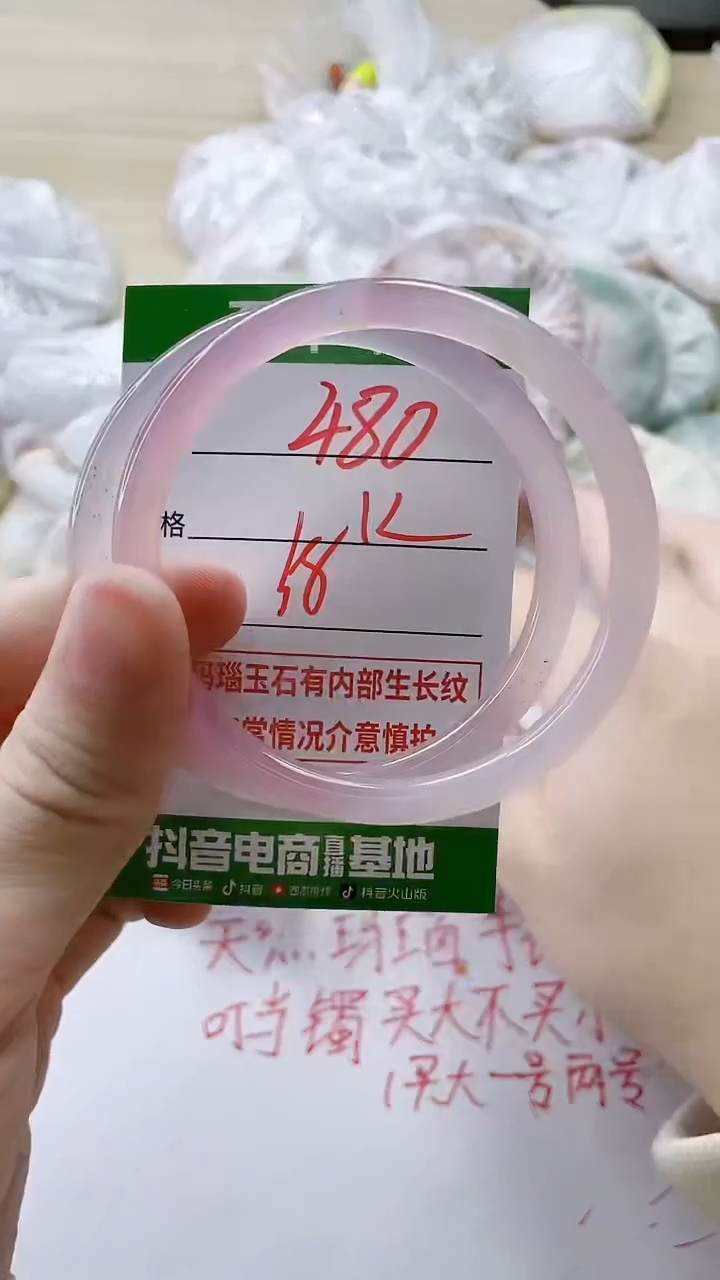 480
格 K
58
玛瑙玉石有内部生长纹
常情况介意慎拍
抖音电商直播基地
今日头条 抖音 西瓜视频 抖音火山版
天然玛瑙手
叮当镯买大不买小
买大一号两号